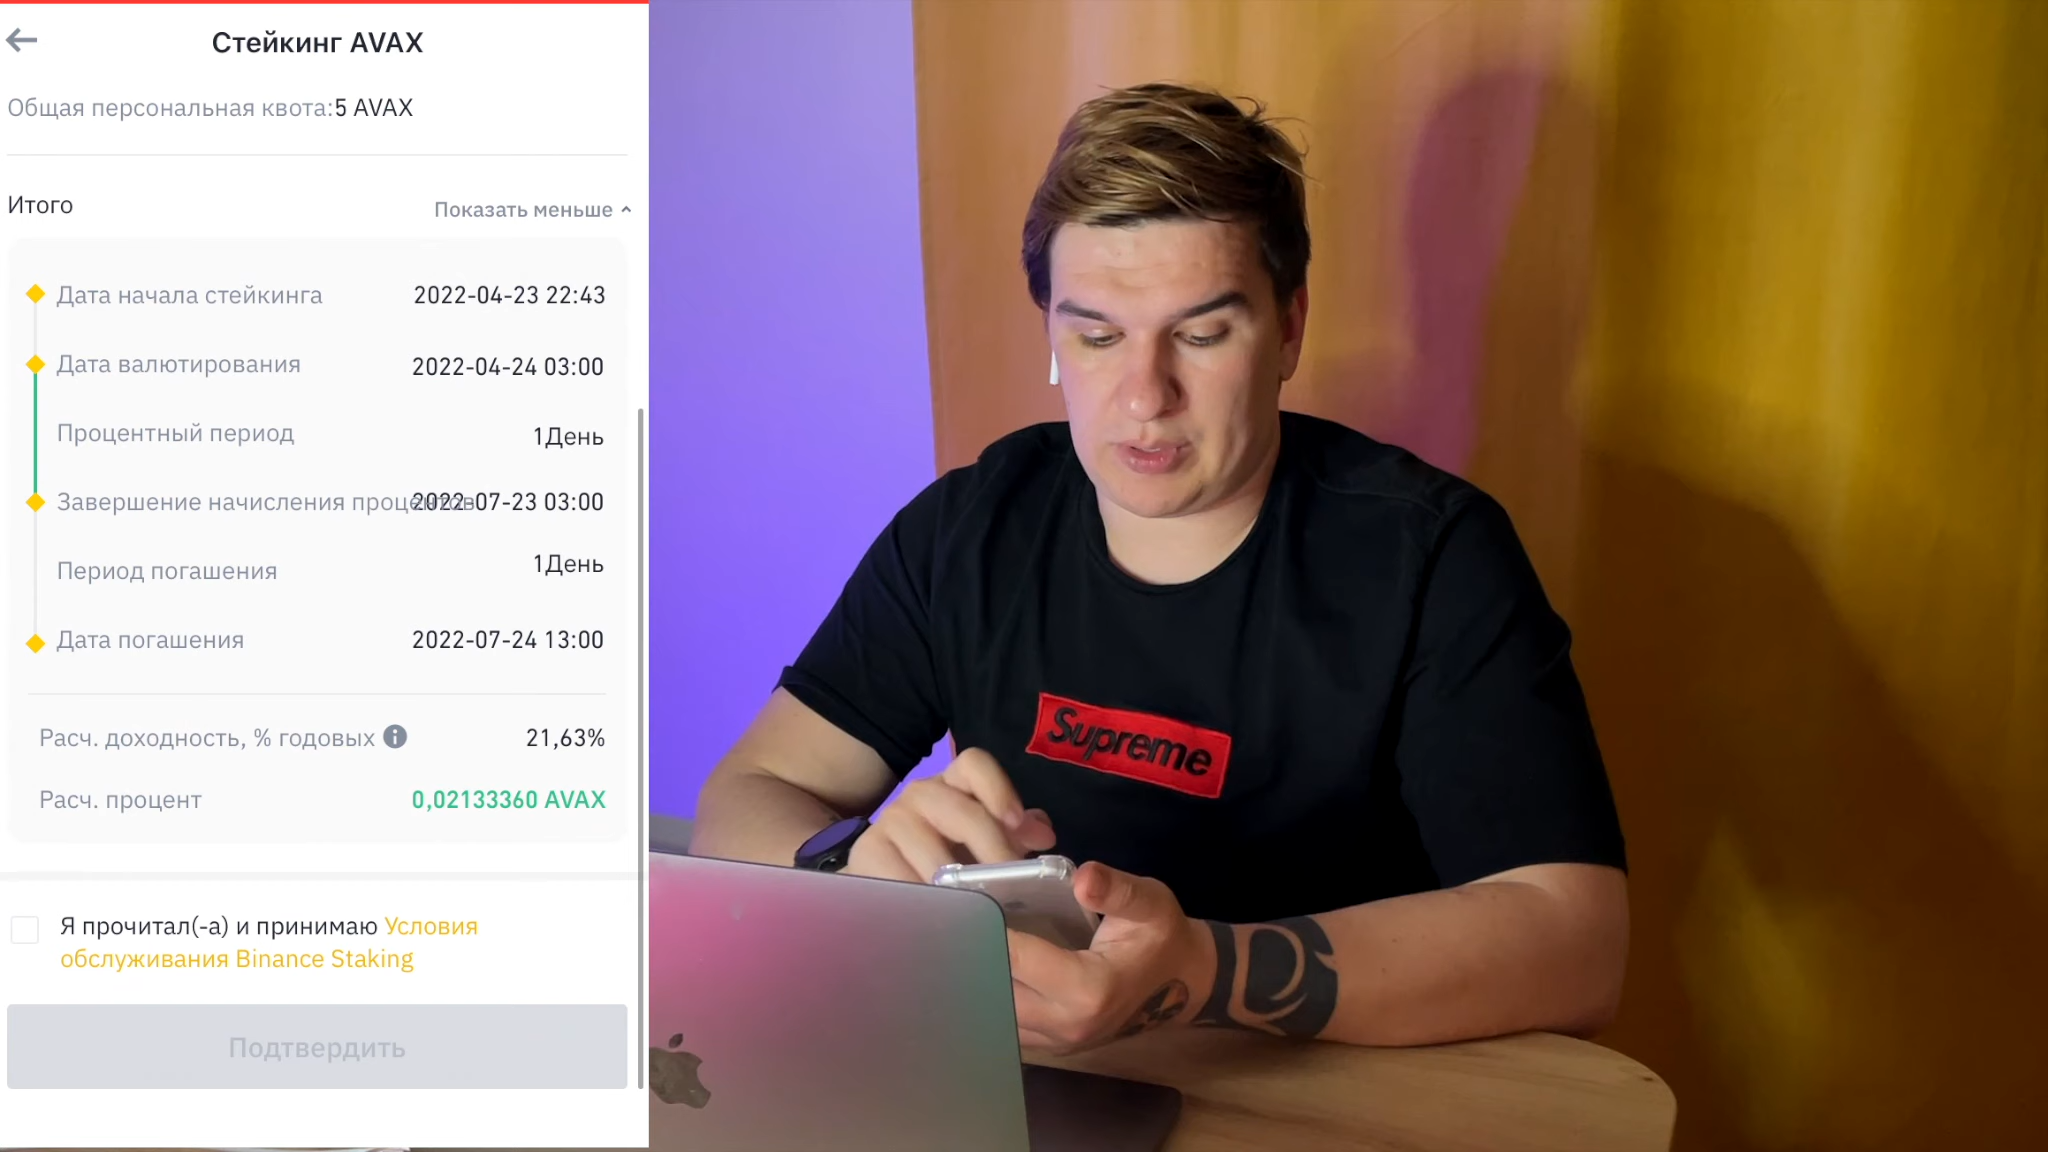 Стейкинг AVAX
Общая персональная квота:5 AVAX
Итого
Показать меньше
Дата начала стейкинга 2022-04-23 22:43
Дата валютирования 2022-04-24 03:00
Процентный период 1День
Завершение начисления процентов 2022-07-23 03:00
Период погашения 1День
Дата погашения 2022-07-24 13:00
Расч. доходность, % годовых 21,63%
Расч. процент 0,02133360 AVAX
Я прочитал(-а) и принимаю Условия
обслуживания Binance Staking
Подтвердить
Supreme